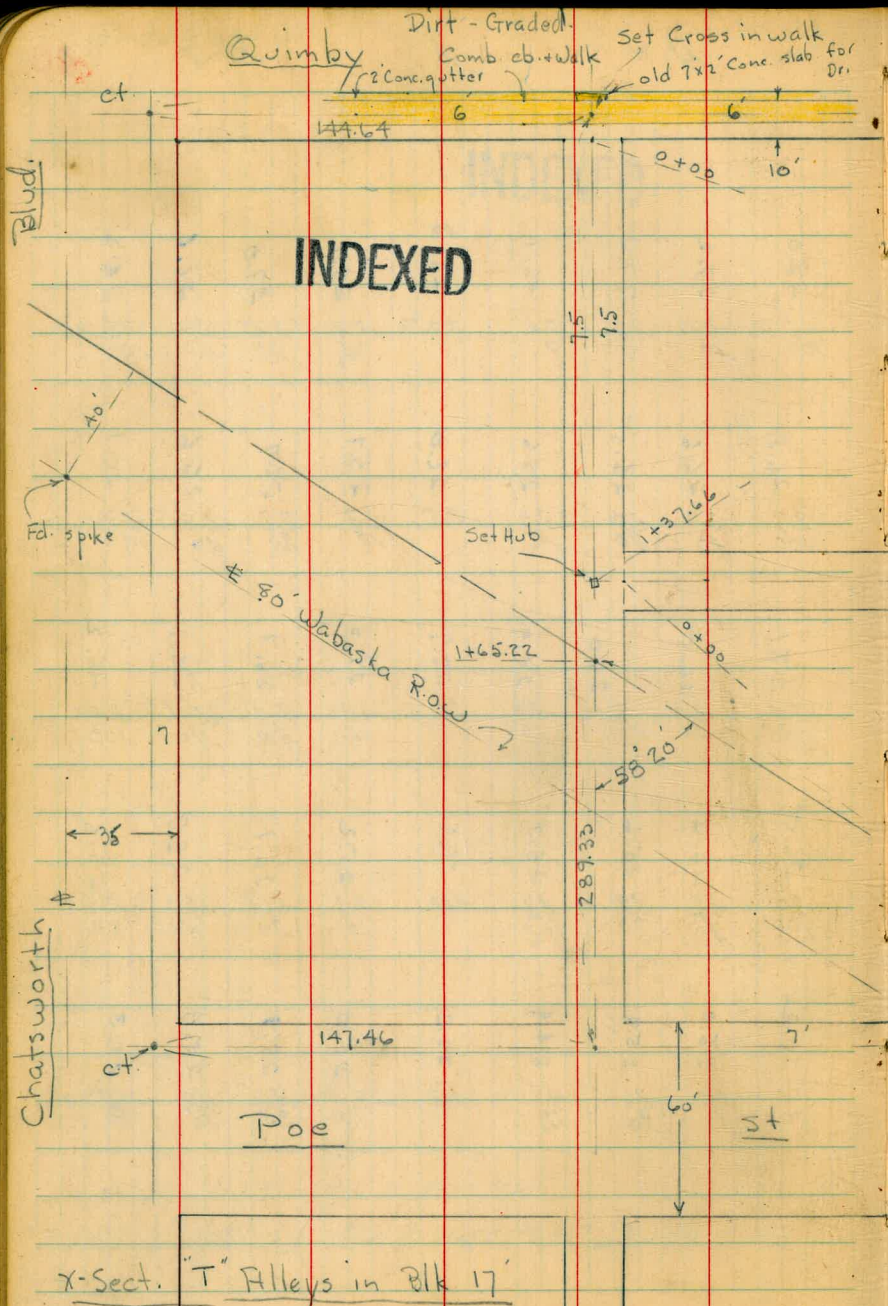 Dirt - Graded.
Quimby
Comb cb. + Walk
Set Cross in walk
2' Conc. gutter
old 7'x2' Conc. slab for Dr.
ct.
6'
6'
144.64
0+00
10'
Blvd.
INDEXED
7.5
7.5
40'
Fd. spike
Set Hub
1+37.66
℄ 80' Wabaska R.O.W
1+65.22
0+00
7
58° 20'
35
289.33
Chatsworth
147.46
7'
ct.
60'
Poe
St
X-Sect. "T" Alleys in Blk 17